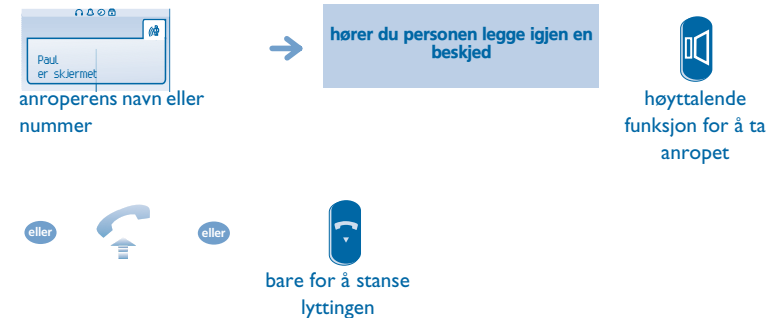 Paul
er skjermet
anroperens navn eller
nummer
hører du personen legge igjen en
beskjed
høyttalende
funksjon for å ta
anropet
eller
eller
bare for å stanse
lyttingen